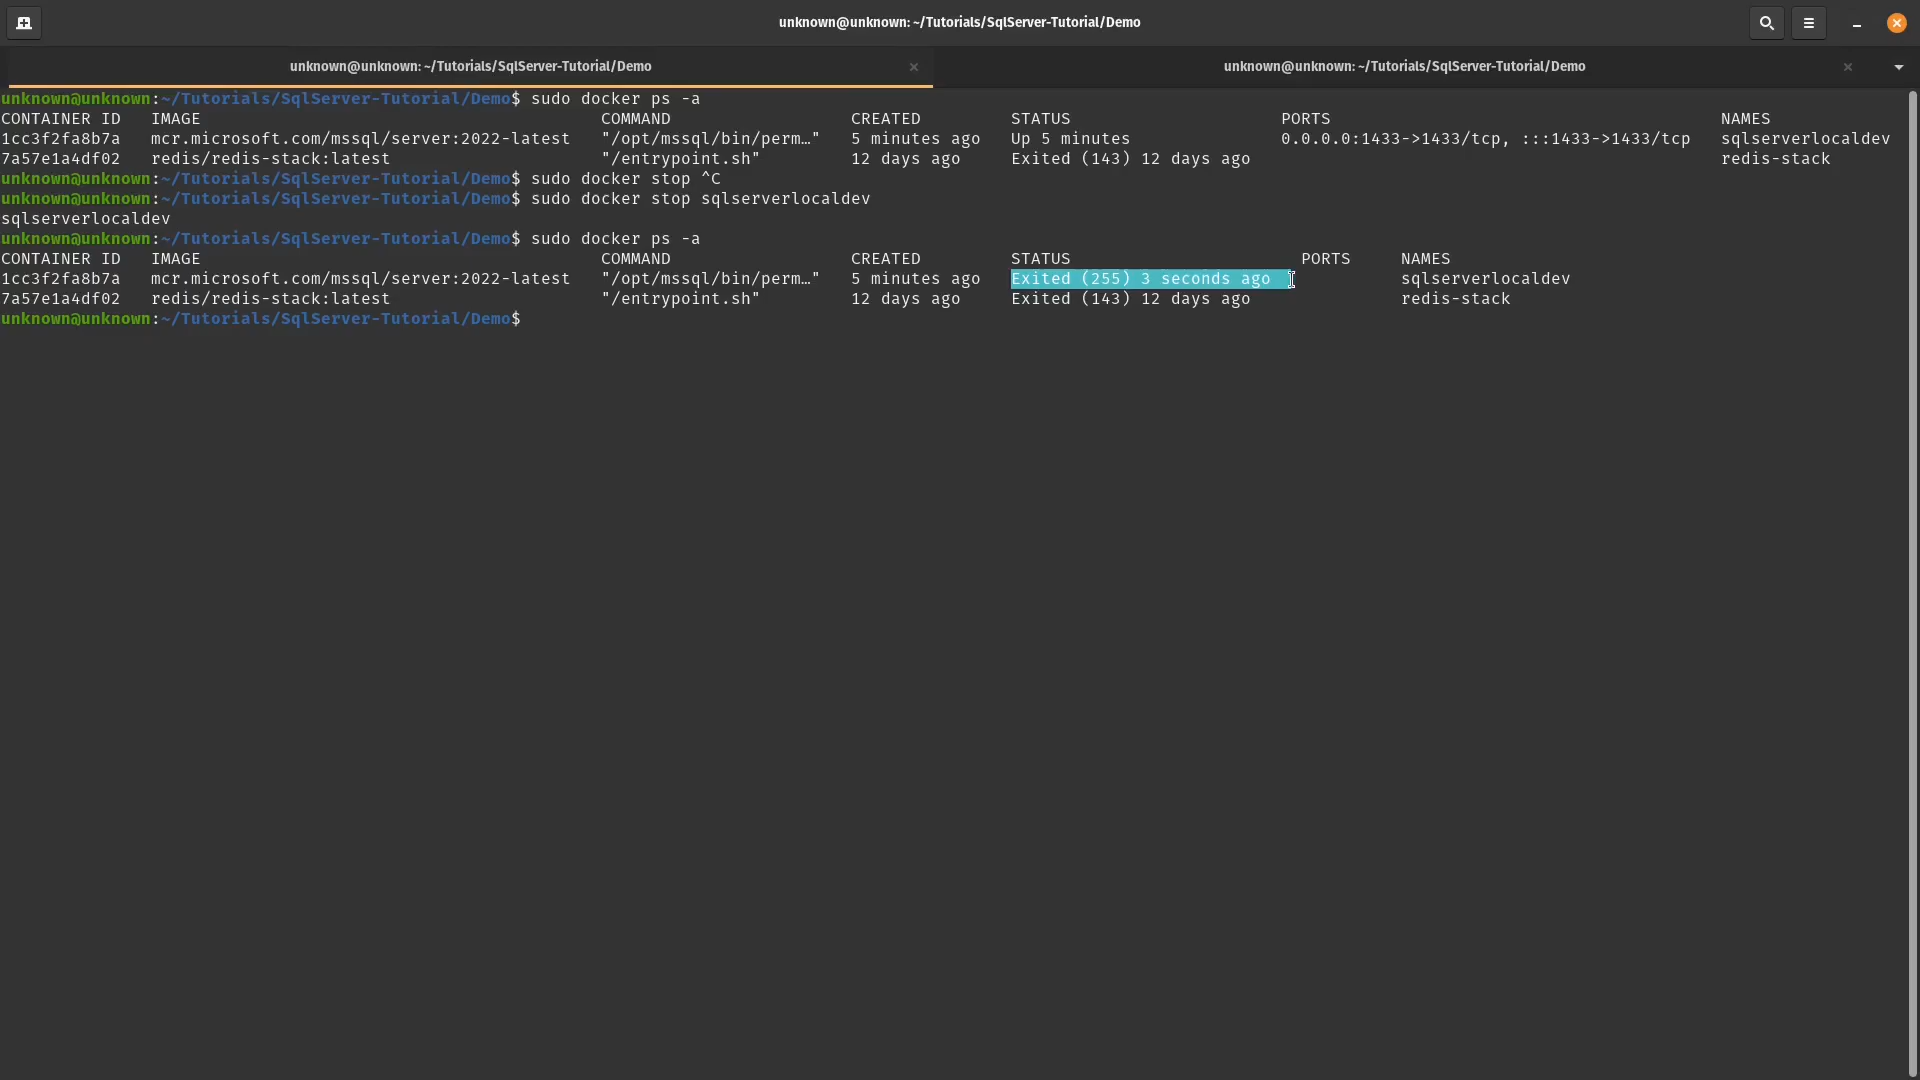 unknown@unknown: ~/Tutorials/SqlServer-Tutorial/Demo
unknown@unknown: ~/Tutorials/SqlServer-Tutorial/Demo unknown@unknown: ~/Tutorials/SqlServer-Tutorial/Demo
unknown@unknown:~/Tutorials/SqlServer-Tutorial/Demo$ sudo docker ps -a
CONTAINER ID   IMAGE                                        COMMAND                  CREATED         STATUS                     PORTS                                       NAMES
1cc3f2fa8b7a   mcr.microsoft.com/mssql/server:2022-latest   "/opt/mssql/bin/perm…"   5 minutes ago   Up 5 minutes               0.0.0.0:1433->1433/tcp, :::1433->1433/tcp   sqlserverlocaldev
7a57e1a4df02   redis/redis-stack:latest                     "/entrypoint.sh"         12 days ago     Exited (143) 12 days ago                                               redis-stack
unknown@unknown:~/Tutorials/SqlServer-Tutorial/Demo$ sudo docker stop ^C
unknown@unknown:~/Tutorials/SqlServer-Tutorial/Demo$ sudo docker stop sqlserverlocaldev
sqlserverlocaldev
unknown@unknown:~/Tutorials/SqlServer-Tutorial/Demo$ sudo docker ps -a
CONTAINER ID   IMAGE                                        COMMAND                  CREATED         STATUS                       PORTS     NAMES
1cc3f2fa8b7a   mcr.microsoft.com/mssql/server:2022-latest   "/opt/mssql/bin/perm…"   5 minutes ago   Exited (255) 3 seconds ago             sqlserverlocaldev
7a57e1a4df02   redis/redis-stack:latest                     "/entrypoint.sh"         12 days ago     Exited (143) 12 days ago               redis-stack
unknown@unknown:~/Tutorials/SqlServer-Tutorial/Demo$